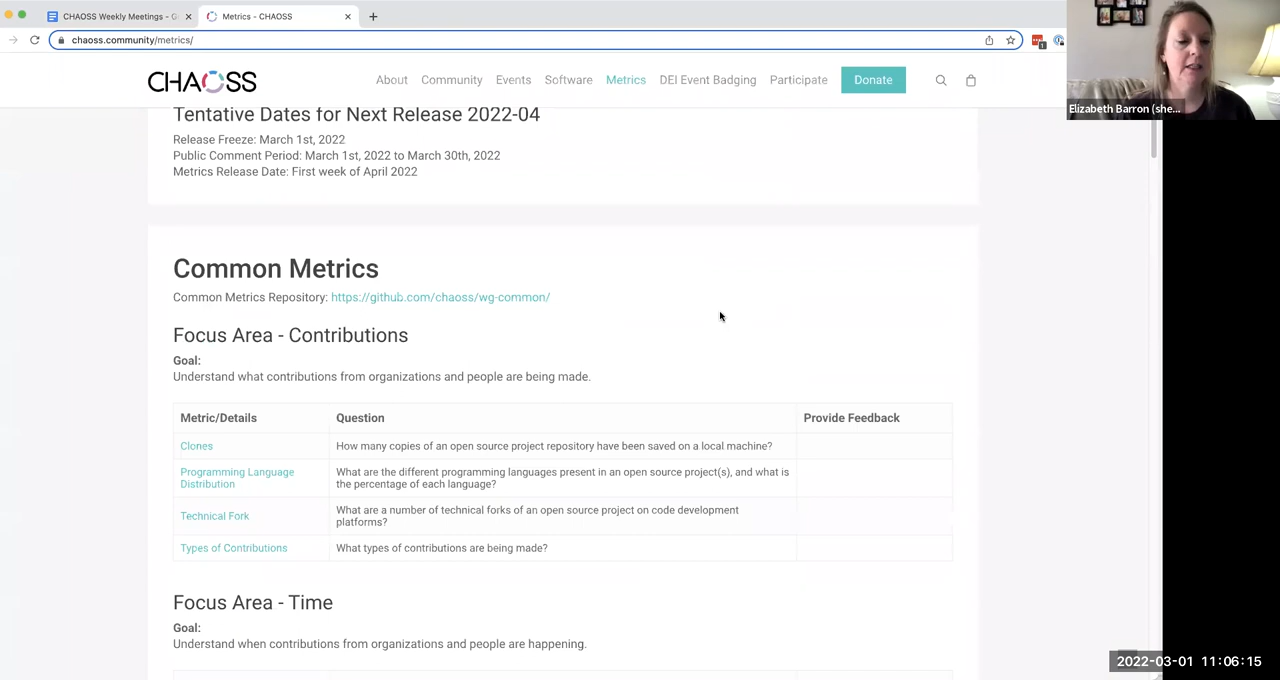 CHAOSS Weekly Meetings - G
Metrics - CHAOSS
chaoss.community/metrics/
1
CHAOSS
About
Community
Events
Software
Metrics
DEI Event Badging
Participate
Donate
Elizabeth Barron (she...
Tentative Dates for Next Release 2022-04
Release Freeze: March 1st, 2022
Public Comment Period: March 1st, 2022 to March 30th, 2022
Metrics Release Date: First week of April 2022
Common Metrics
Common Metrics Repository: https://github.com/chaoss/wg-common/
Focus Area - Contributions
Goal:
Understand what contributions from organizations and people are being made.
Metric/Details
Question
Provide Feedback
Clones
How many copies of an open source project repository have been saved on a local machine?
Programming Language
Distribution
What are the different programming languages present in an open source project(s), and what is
the percentage of each language?
Technical Fork
What are a number of technical forks of an open source project on code development
platforms?
Types of Contributions
What types of contributions are being made?
Focus Area - Time
Goal:
Understand when contributions from organizations and people are happening.
2022-03-01 11:06:15